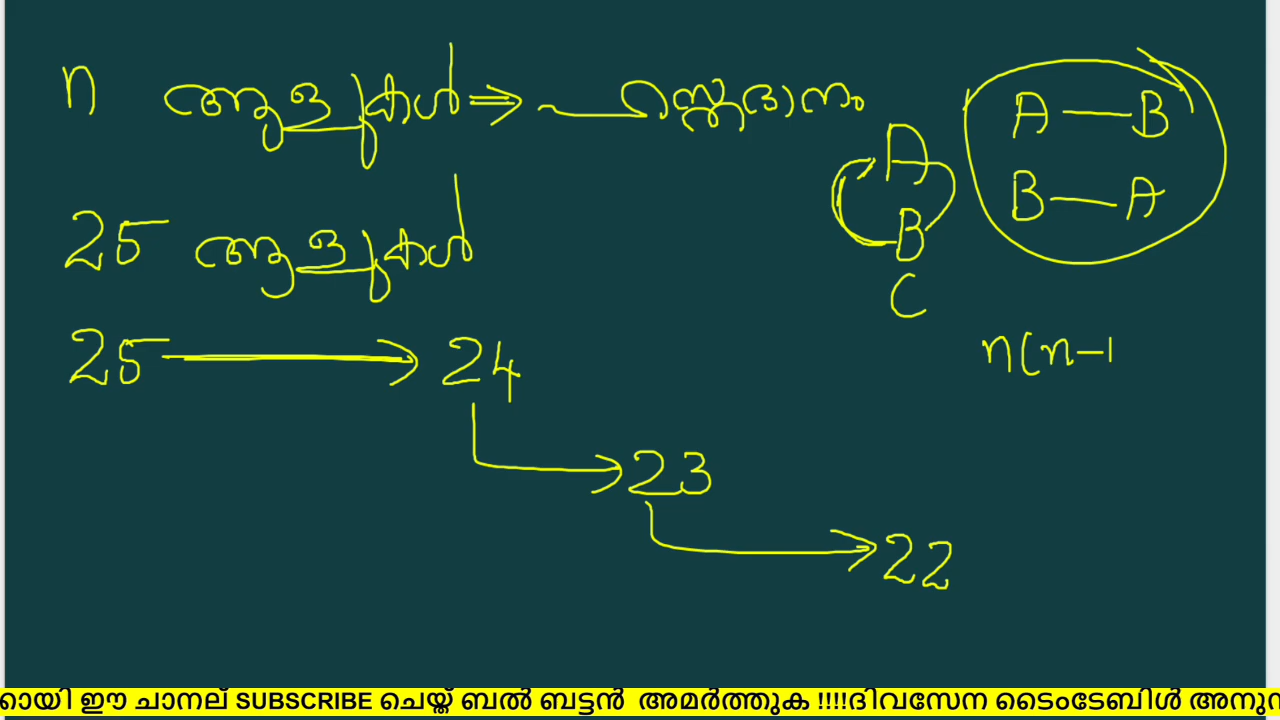 n ആളുകൾ ⇒ ഹസ്തദാനം
A — B
B — A
A
B
C
25 ആളുകൾ
25 → 24
n(n-1
23
22
റായി ഈ ചാനല് SUBSCRIBE ചെയ്ത് ബൽ ബട്ടൻ അമർത്തുക !!!!ദിവസേന ടൈംടേബിൾ അനുസ